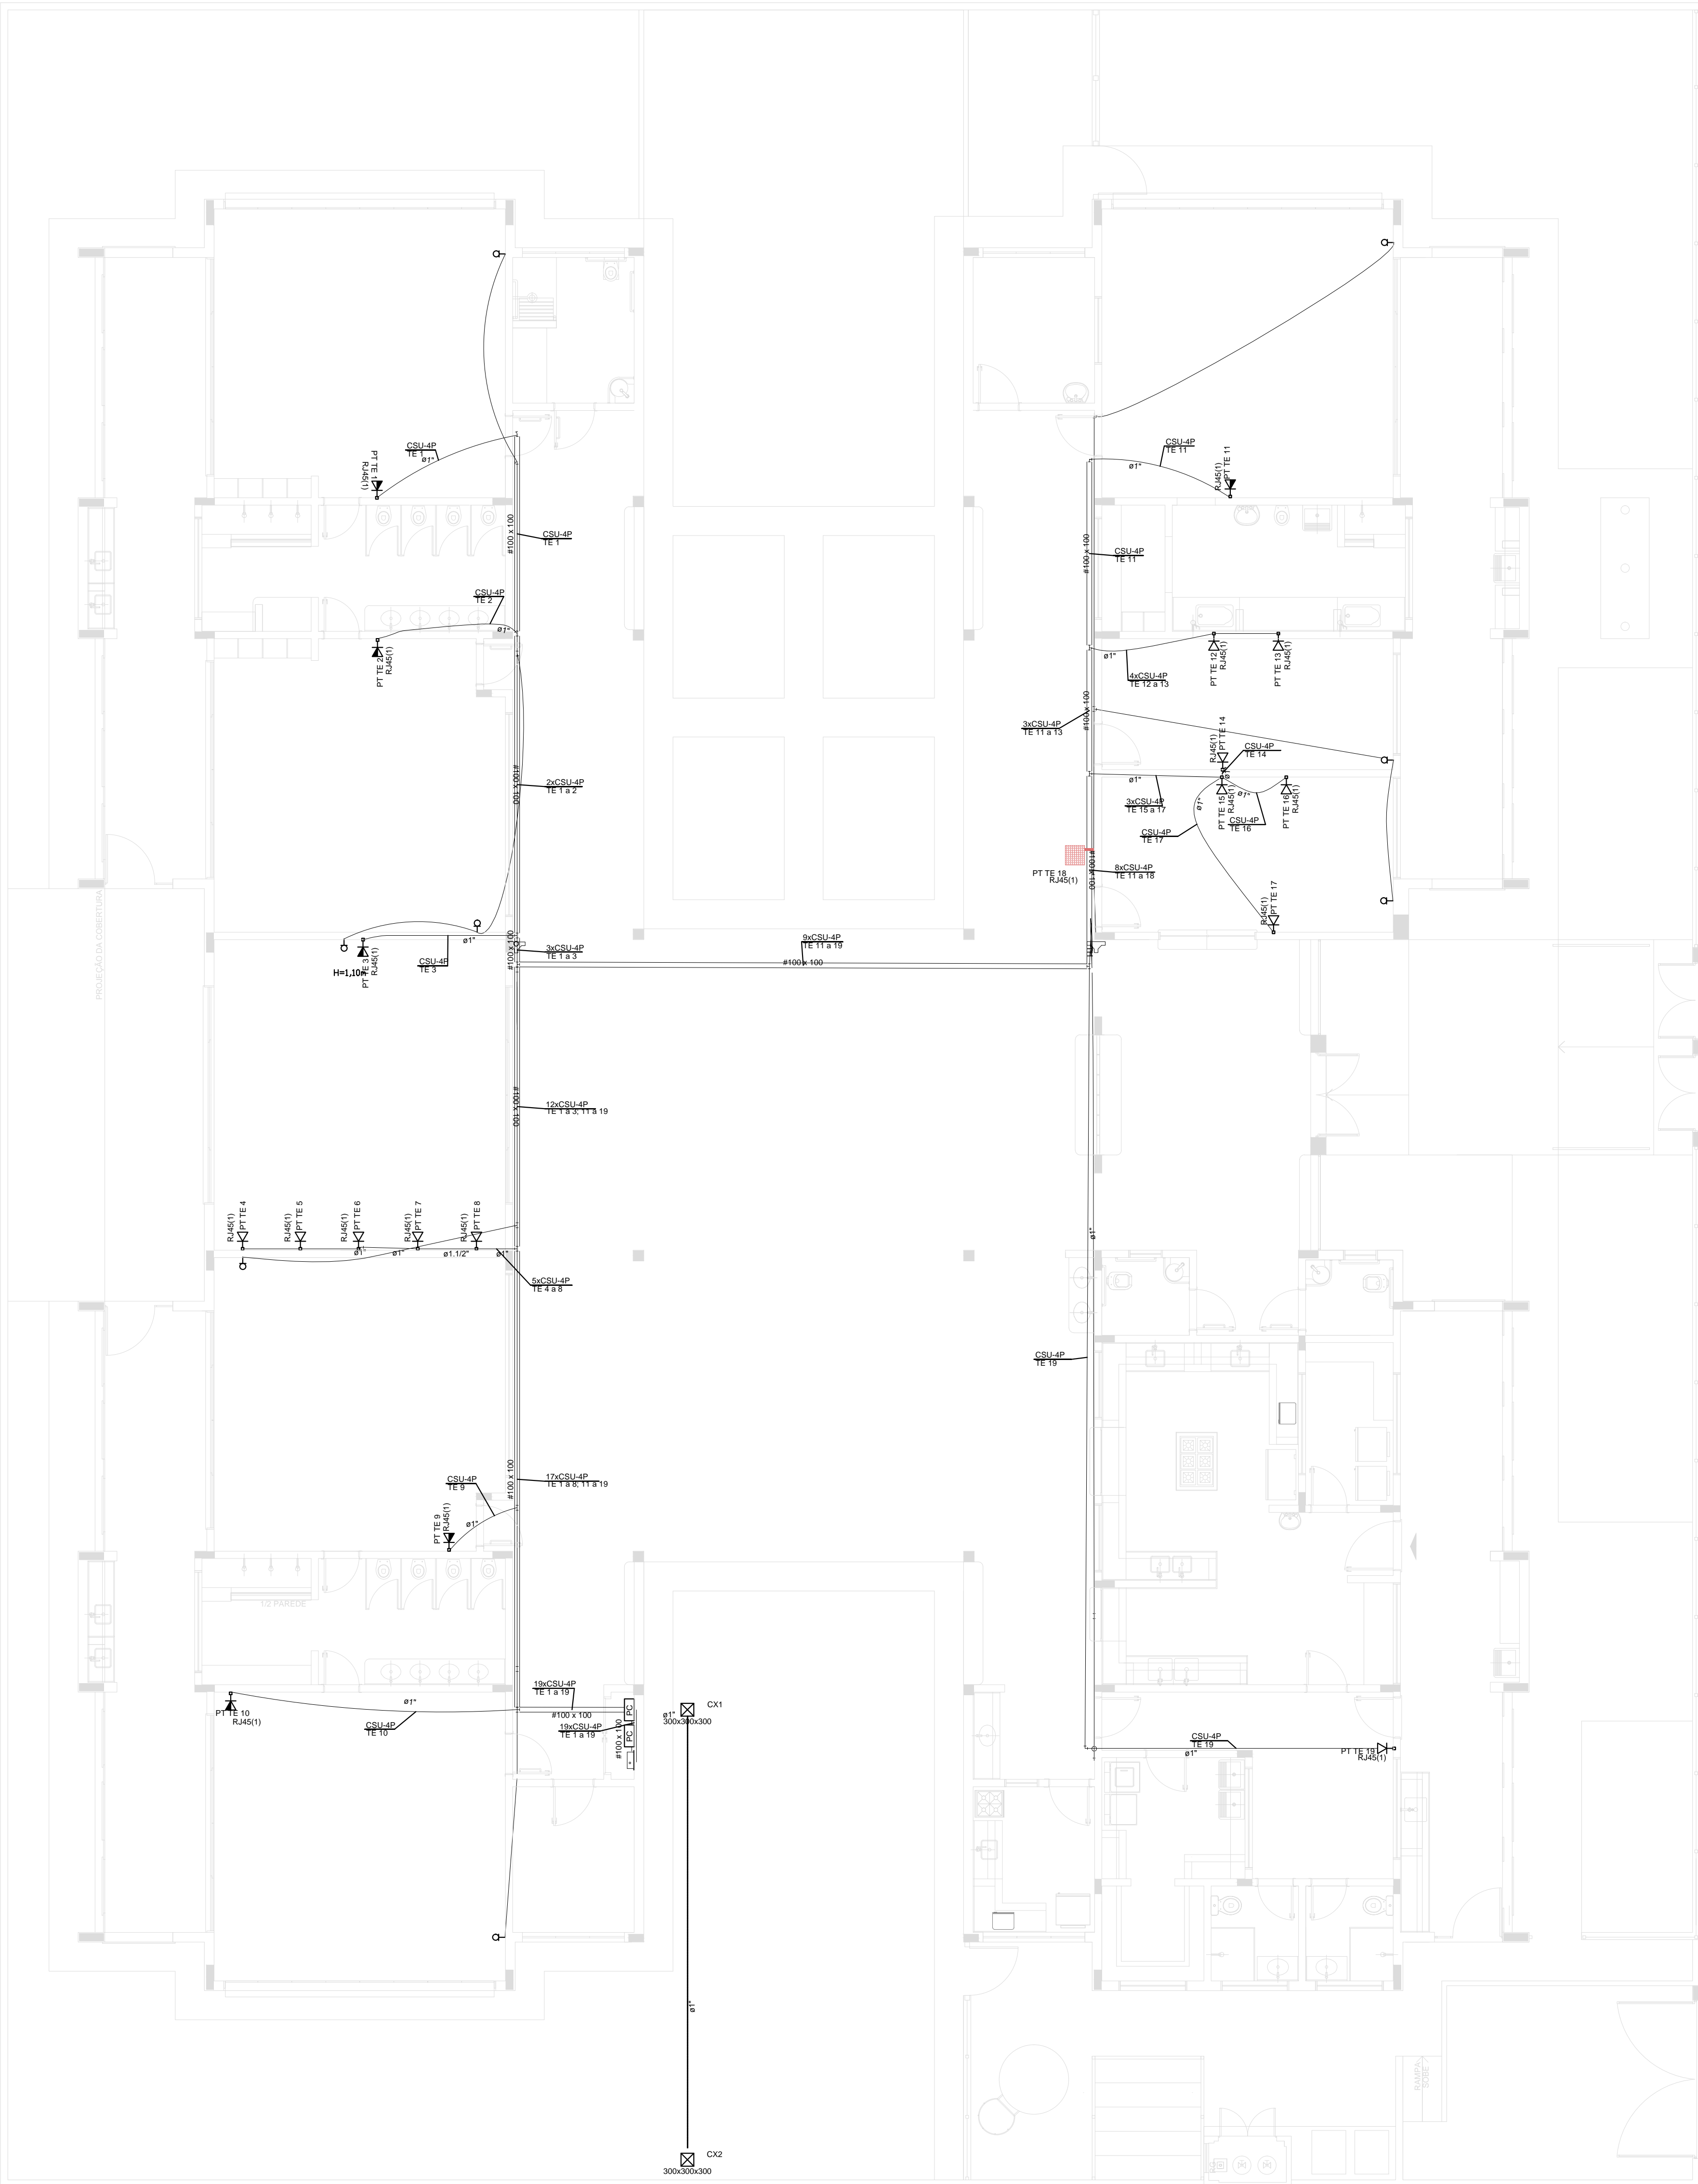 CSU-4P
TE 1
ø1"
PT TE 1
RJ45(1)
#100 x 100
CSU-4P
TE 1
CSU-4P
TE 2
ø1"
PT TE 2
RJ45(1)
#100 x 100
2xCSU-4P
TE 1 a 2
PROJEÇÃO DA COBERTURA
H=1,10m
PT TE 3
RJ45(1)
CSU-4P
TE 3
ø1"
#100 x 100
3xCSU-4P
TE 1 a 3
9xCSU-4P
TE 11 a 19
#100 x 100
CSU-4P
TE 11
ø1"
RJ45(1)
PT TE 11
#100 x 100
CSU-4P
TE 11
ø1"
4xCSU-4P
TE 12 a 13
PT TE 12
RJ45(1)
PT TE 13
RJ45(1)
#100 x 100
3xCSU-4P
TE 11 a 13
RJ45(1)
PT TE 14
CSU-4P
TE 14
ø1"
ø1"
3xCSU-4P
TE 15 a 17
ø1"
PT TE 15
RJ45(1)
ø1"
CSU-4P
TE 16
PT TE 16
RJ45(1)
CSU-4P
TE 17
PT TE 18
RJ45(1)
#100 x 100
8xCSU-4P
TE 11 a 18
RJ45(1)
PT TE 17
#100 x 100
12xCSU-4P
TE 1 a 3; 11 a 19
RJ45(1)
PT TE 4
RJ45(1)
PT TE 5
RJ45(1)
PT TE 6
RJ45(1)
PT TE 7
RJ45(1)
PT TE 8
ø1"
ø1"
ø1.1/2"
ø1"
5xCSU-4P
TE 4 a 8
ø1"
CSU-4P
TE 19
CSU-4P
TE 9
ø1"
PT TE 9
RJ45(1)
#100 x 100
17xCSU-4P
TE 1 a 8; 11 a 19
1/2 PAREDE
PT TE 10
RJ45(1)
ø1"
CSU-4P
TE 10
19xCSU-4P
TE 1 a 19
#100 x 100
19xCSU-4P
TE 1 a 19
#100 x 100
PC
PC
ø1"
CX1
300x300x300
CSU-4P
TE 19
ø1"
PT TE 19
RJ45(1)
ø1"
RAMPA
SOBE
CX2
300x300x300